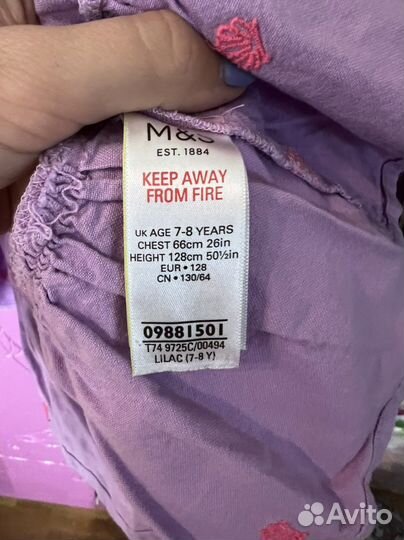 M&S
EST. 1884
KEEP AWAY
FROM FIRE
UK AGE 7-8 YEARS
CHEST 66cm 26in
HEIGHT 128cm 50½in
EUR • 128
CN • 130/64
09881501
T74 9725C/00494
LILAC (7-8 Y)
Avito